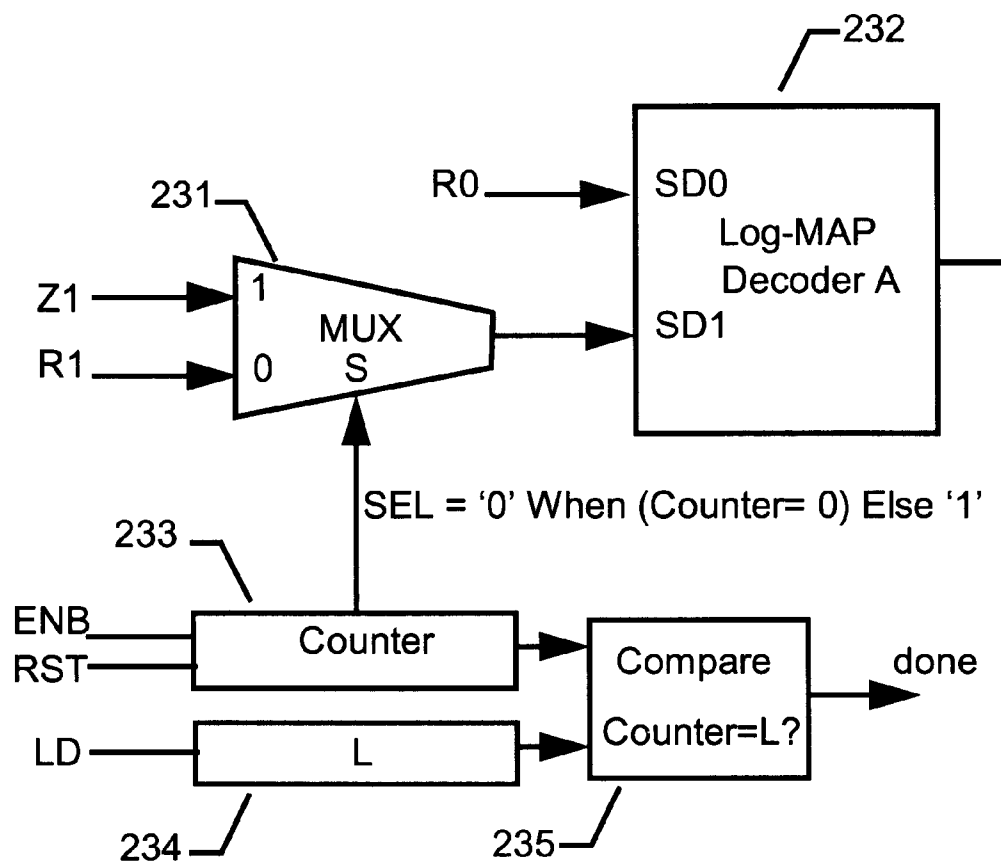 232
231
R0
SD0
Log-MAP
Decoder A
Z1
1
MUX
SD1
R1
0
S
SEL = ‘0’ When (Counter= 0) Else ‘1’
233
ENB
Counter
RST
Compare
done
Counter=L?
LD
L
234
235